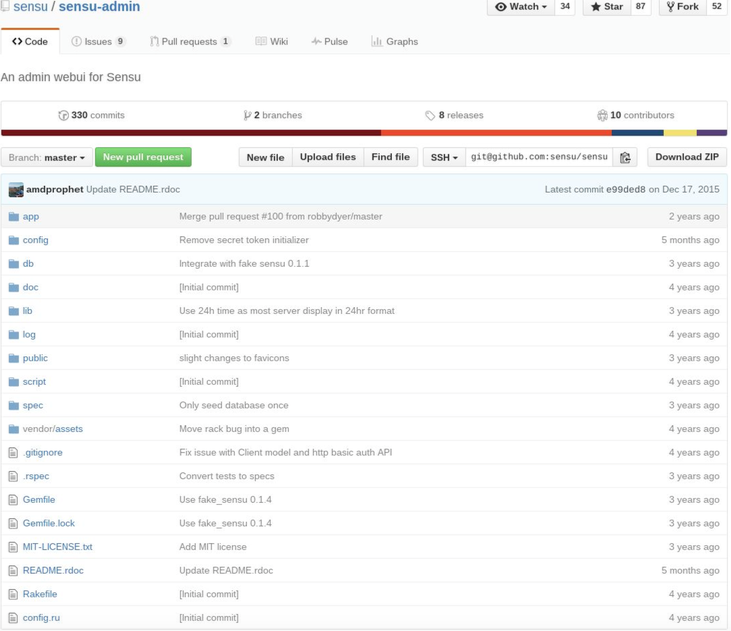 sensu / sensu-admin Watch 34 Star 87 Fork 52
Code Issues 9 Pull requests 1 Wiki Pulse Graphs
An admin webui for Sensu
330 commits 2 branches 8 releases 10 contributors
Branch: master New pull request New file Upload files Find file SSH git@github.com:sensu/sensu Download ZIP
amdprophet Update README.rdoc Latest commit e99ded8 on Dec 17, 2015
app Merge pull request #100 from robbydyer/master 2 years ago
config Remove secret token initializer 5 months ago
db Integrate with fake sensu 0.1.1 3 years ago
doc [Initial commit] 4 years ago
lib Use 24h time as most server display in 24hr format 3 years ago
log [Initial commit] 4 years ago
public slight changes to favicons 3 years ago
script [Initial commit] 4 years ago
spec Only seed database once 3 years ago
vendor/assets Move rack bug into a gem 4 years ago
.gitignore Fix issue with Client model and http basic auth API 4 years ago
.rspec Convert tests to specs 3 years ago
Gemfile Use fake_sensu 0.1.4 3 years ago
Gemfile.lock Use fake_sensu 0.1.4 3 years ago
MIT-LICENSE.txt Add MIT license 3 years ago
README.rdoc Update README.rdoc 5 months ago
Rakefile [Initial commit] 4 years ago
config.ru [Initial commit] 4 years ago